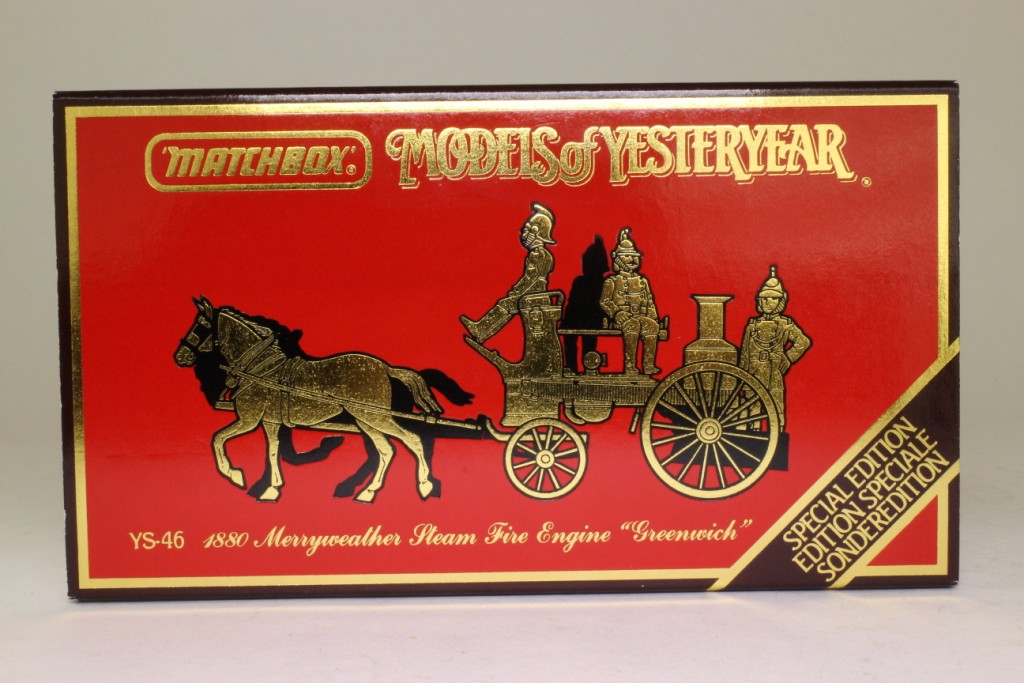 "MATCHBOX"® MODELS of YESTERYEAR®
YS-46 1880 Merryweather Steam Fire Engine "Greenwich"
SPECIAL EDITION
EDITION SPECIALE
SONDEREDITION